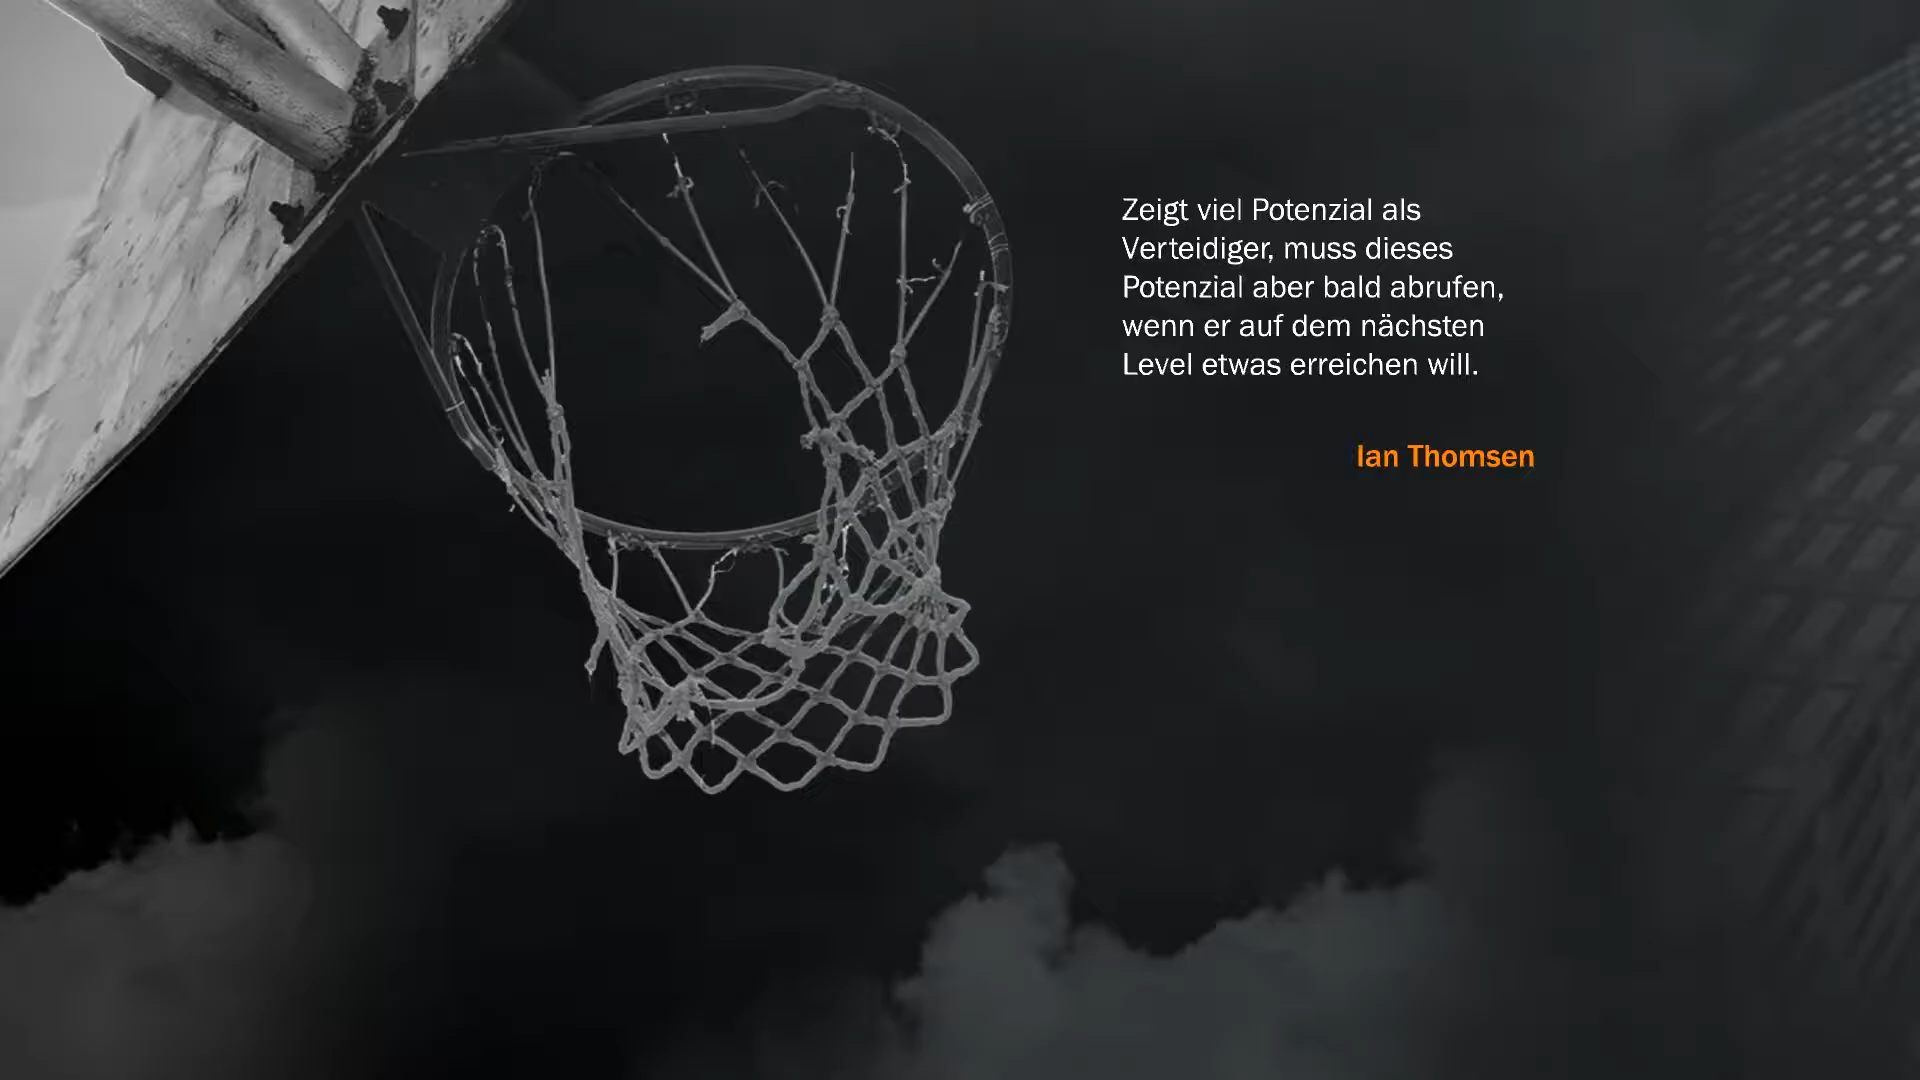 Zeigt viel Potenzial als
Verteidiger, muss dieses
Potenzial aber bald abrufen,
wenn er auf dem nächsten
Level etwas erreichen will.
Ian Thomsen